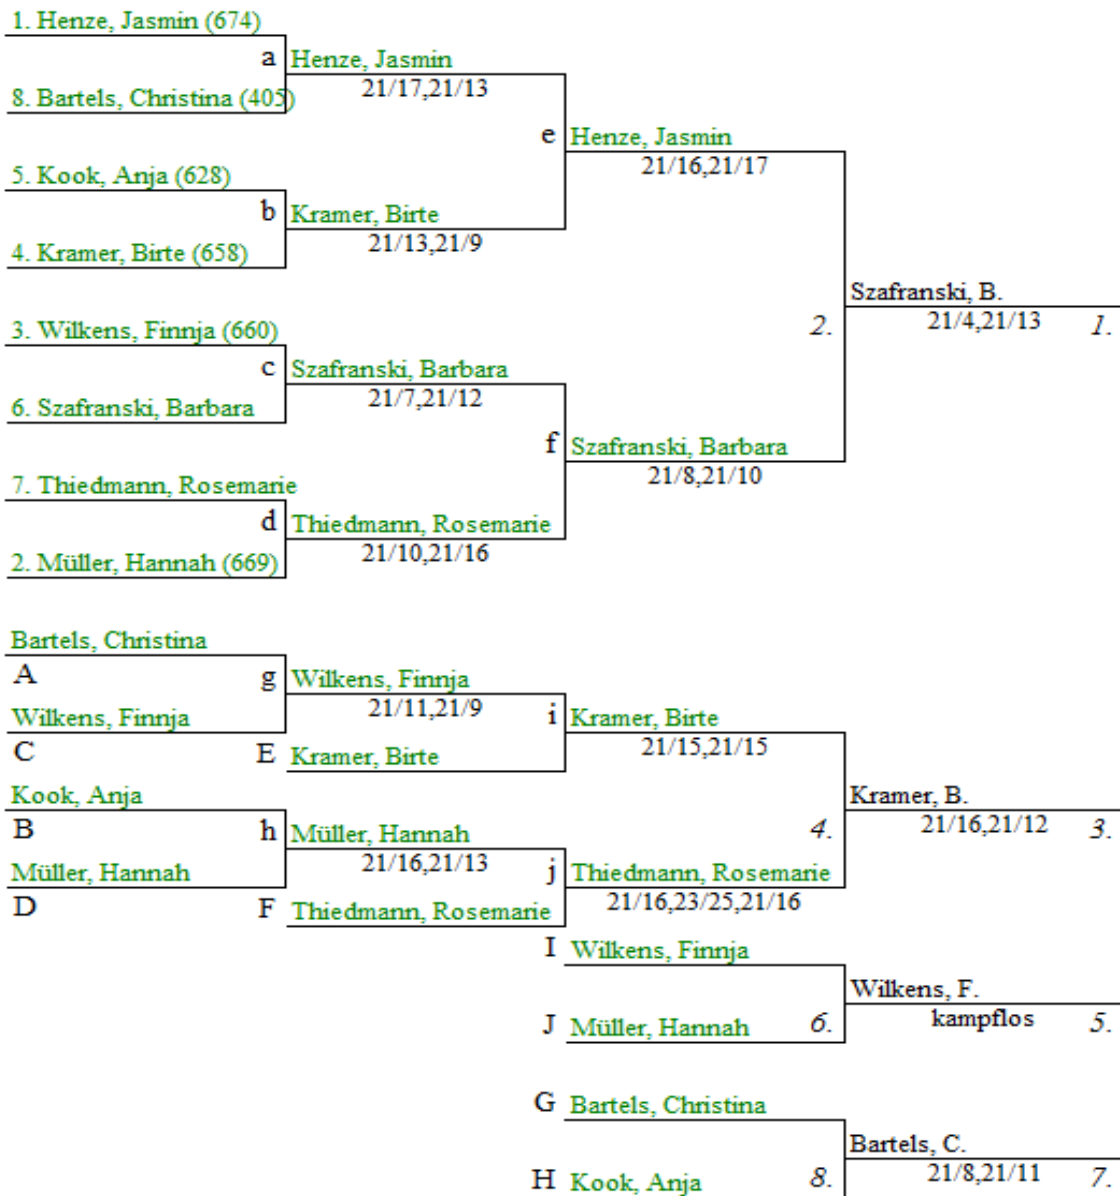 1. Henze, Jasmin (674)
a Henze, Jasmin
21/17,21/13
8. Bartels, Christina (405)
e Henze, Jasmin
21/16,21/17
5. Kook, Anja (628)
b Kramer, Birte
21/13,21/9
4. Kramer, Birte (658)
Szafranski, B.
2. 21/4,21/13 1.
3. Wilkens, Finnja (660)
c Szafranski, Barbara
21/7,21/12
6. Szafranski, Barbara
f Szafranski, Barbara
21/8,21/10
7. Thiedmann, Rosemarie
d Thiedmann, Rosemarie
21/10,21/16
2. Müller, Hannah (669)
Bartels, Christina
A g Wilkens, Finnja
21/11,21/9
Wilkens, Finnja i Kramer, Birte
21/15,21/15
C E Kramer, Birte
Kook, Anja Kramer, B.
B h Müller, Hannah 4. 21/16,21/12 3.
21/16,21/13
Müller, Hannah j Thiedmann, Rosemarie
21/16,23/25,21/16
D F Thiedmann, Rosemarie
I Wilkens, Finnja
Wilkens, F.
kampflos
J Müller, Hannah 6. 5.
G Bartels, Christina
Bartels, C.
H Kook, Anja 8. 21/8,21/11 7.